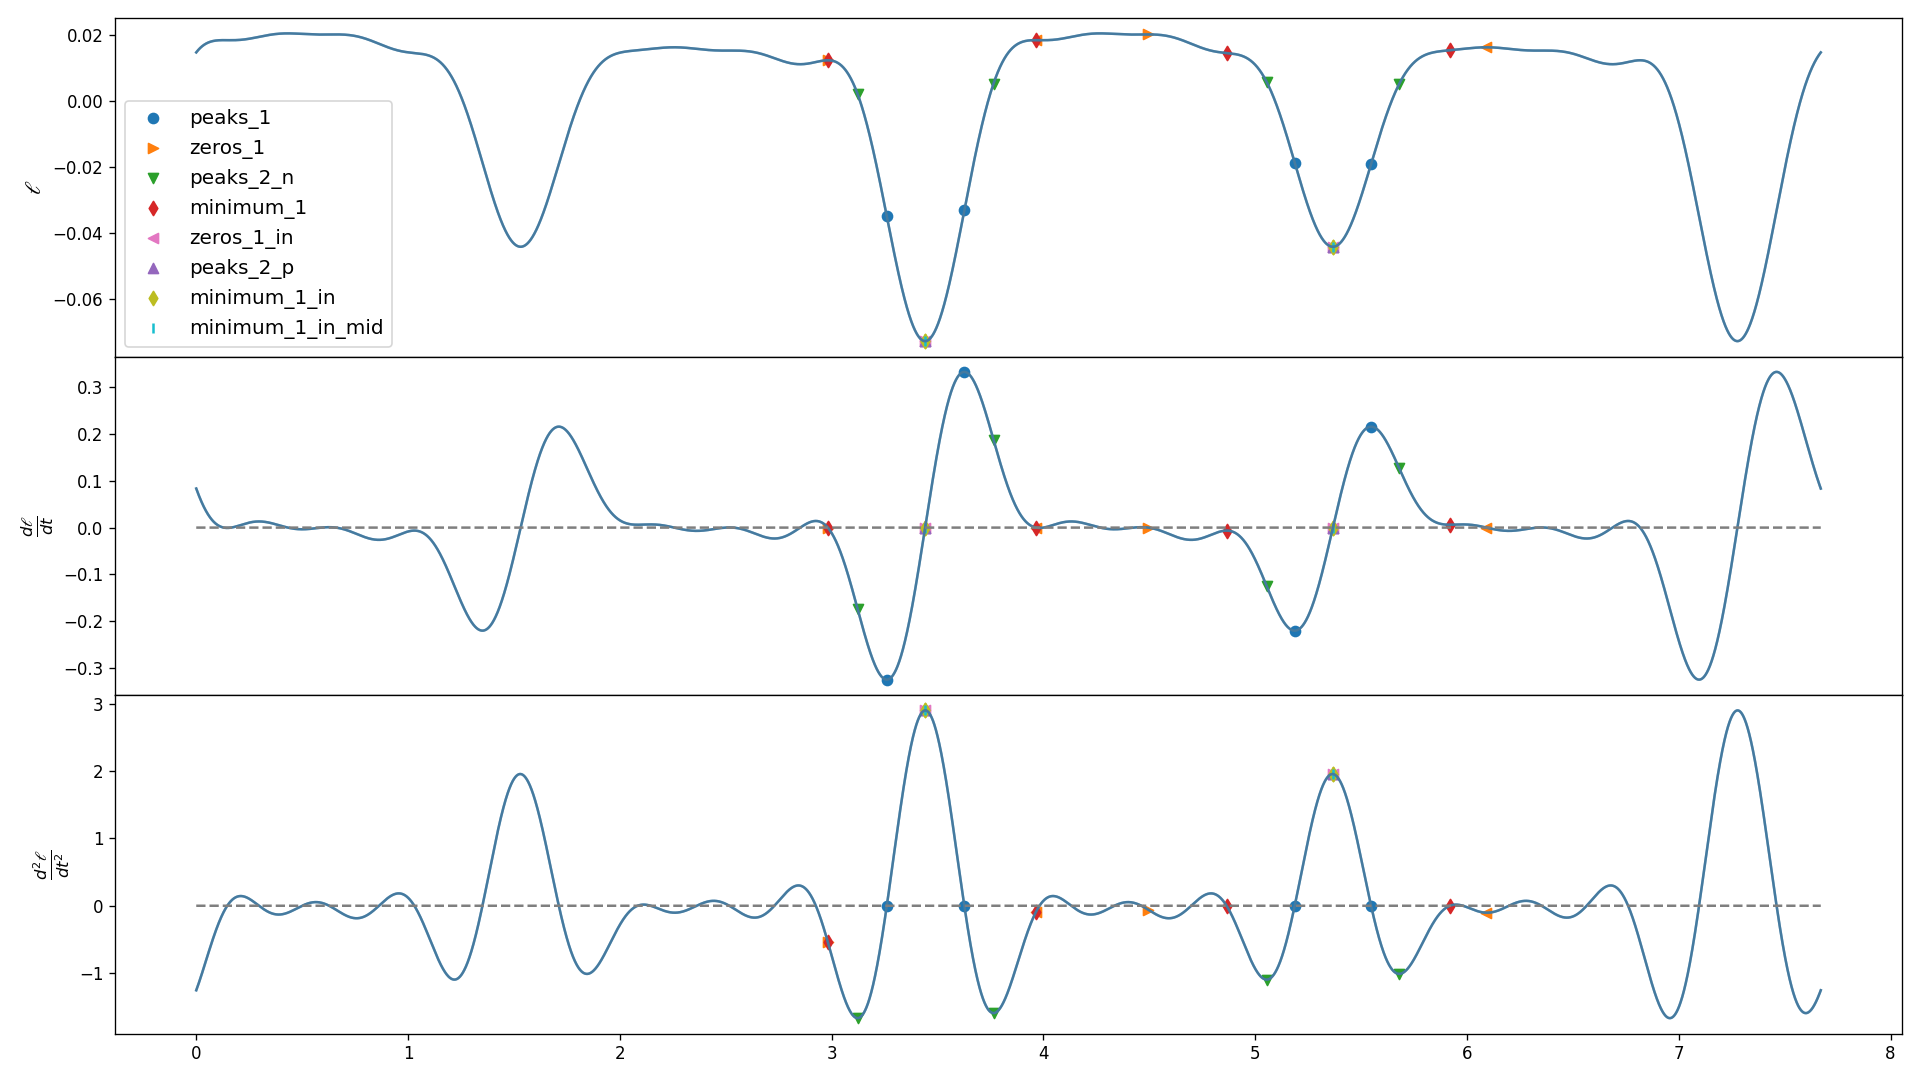 0.02
0.00
−0.02
−0.04
−0.06
ℓ
peaks_1
zeros_1
peaks_2_n
minimum_1
zeros_1_in
peaks_2_p
minimum_1_in
minimum_1_in_mid
0.3
0.2
0.1
0.0
−0.1
−0.2
−0.3
dℓ
dt
3
2
1
0
−1
d²ℓ
dt²
0 1 2 3 4 5 6 7 8